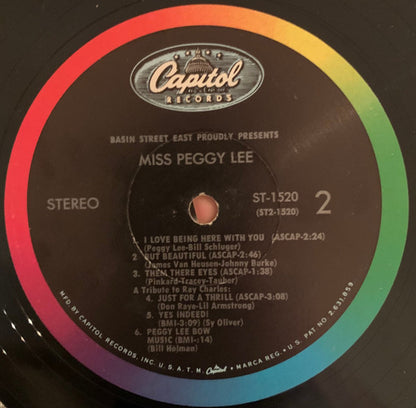 Capitol
RECORDS
BASIN STREET EAST PROUDLY PRESENTS
MISS PEGGY LEE
STEREO
ST-1520
(ST2-1520)
2
1. I LOVE BEING HERE WITH YOU (ASCAP-2:24)
(Peggy Lee-Bill Schluger)
2. BUT BEAUTIFUL (ASCAP-2:46)
(James Van Heusen-Johnny Burke)
3. THEM THERE EYES (ASCAP-1:38)
(Pinkard-Tracey-Tauber)
A Tribute to Ray Charles:
4. JUST FOR A THRILL (ASCAP-3:08)
(Don Raye-Lil Armstrong)
5. YES INDEED!
(BMI-3:09) (Sy Oliver)
6. PEGGY LEE BOW
MUSIC (BMI-:14)
(Bill Holman)
MFD. BY CAPITOL RECORDS, INC. U.S.A. T.M. Capitol MARCA REG. • U.S. PAT. NO. 2,631,859